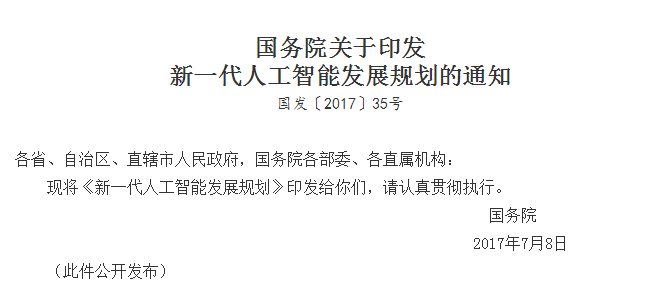 国务院关于印发
新一代人工智能发展规划的通知
国发〔2017〕35号
各省、自治区、直辖市人民政府，国务院各部委、各直属机构：
现将《新一代人工智能发展规划》印发给你们，请认真贯彻执行。
国务院
2017年7月8日
（此件公开发布）